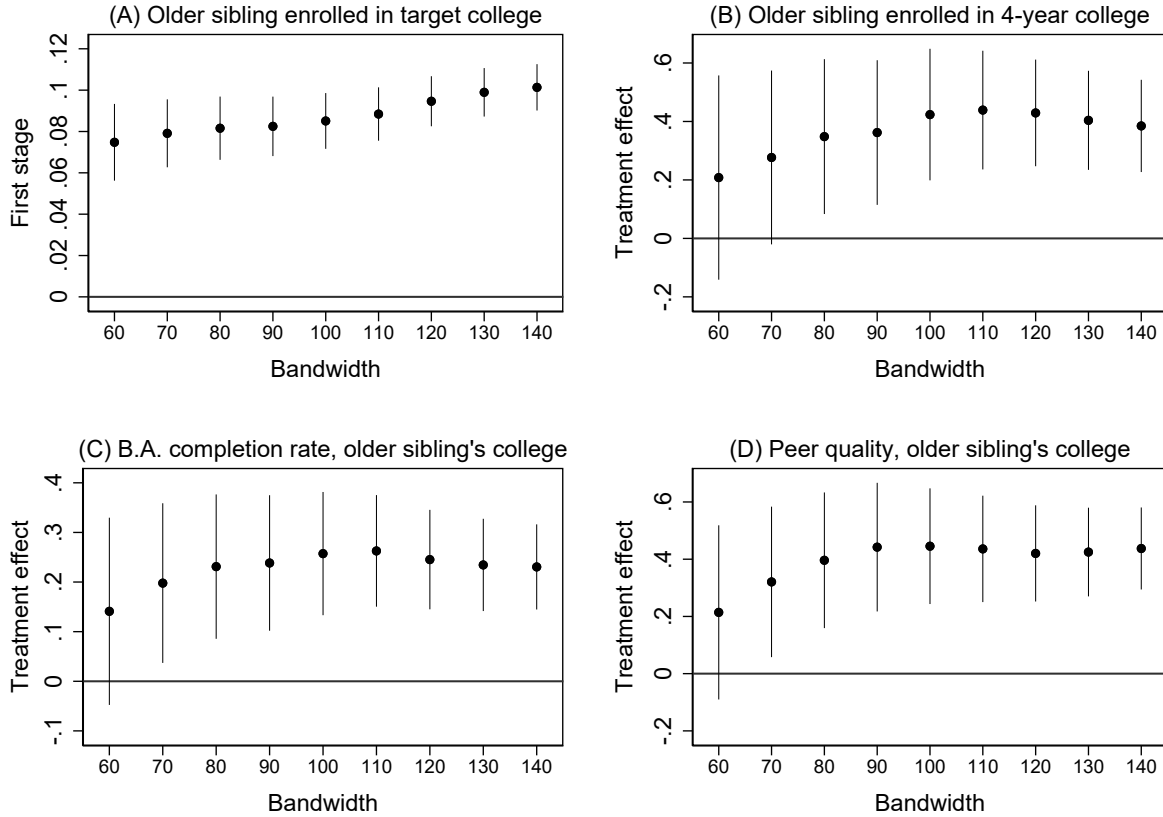 (A) Older sibling enrolled in target college
First stage
.12
.1
.08
.06
.04
.02
0
60 70 80 90 100 110 120 130 140
Bandwidth
(B) Older sibling enrolled in 4-year college
Treatment effect
.6
.4
.2
0
-.2
60 70 80 90 100 110 120 130 140
Bandwidth
(C) B.A. completion rate, older sibling's college
Treatment effect
.4
.3
.2
.1
0
-.1
60 70 80 90 100 110 120 130 140
Bandwidth
(D) Peer quality, older sibling's college
Treatment effect
.6
.4
.2
0
-.2
60 70 80 90 100 110 120 130 140
Bandwidth